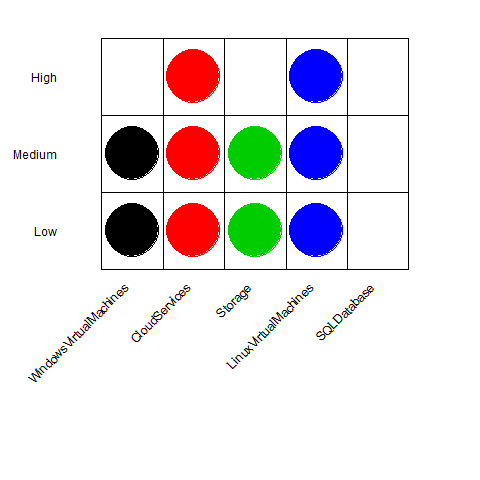 High
Medium
Low
WindowsVirtualMachines
CloudServices
Storage
LinuxVirtualMachines
SQLDatabase